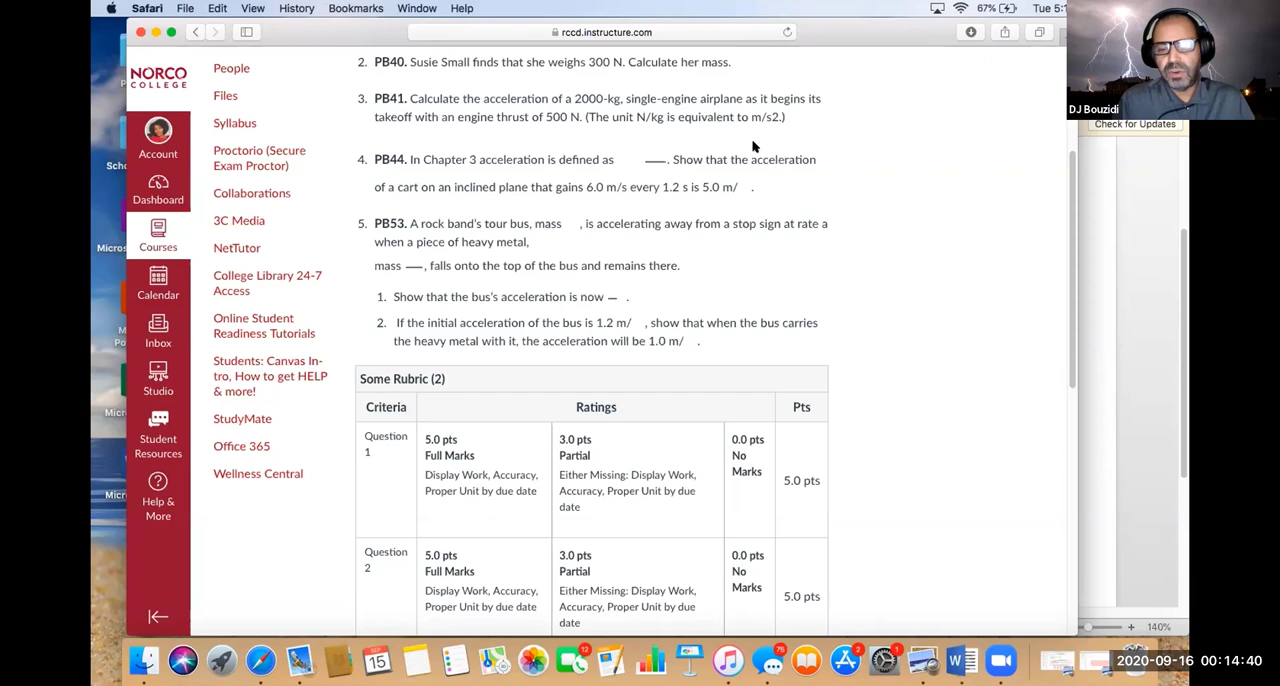 Safari File Edit View History Bookmarks Window Help 67% Tue 5:1
rccd.instructure.com
DJ Bouzidi
Check for Updates
NORCO
COLLEGE
Account
Dashboard
Courses
Calendar
Inbox
Studio
Student
Resources
Help &
More
People
Files
Syllabus
Proctorio (Secure
Exam Proctor)
Collaborations
3C Media
NetTutor
College Library 24-7
Access
Online Student
Readiness Tutorials
Students: Canvas In-
tro, How to get HELP
& more!
StudyMate
Office 365
Wellness Central
2. PB40. Susie Small finds that she weighs 300 N. Calculate her mass.
3. PB41. Calculate the acceleration of a 2000-kg, single-engine airplane as it begins its
takeoff with an engine thrust of 500 N. (The unit N/kg is equivalent to m/s2.)
4. PB44. In Chapter 3 acceleration is defined as . Show that the acceleration
of a cart on an inclined plane that gains 6.0 m/s every 1.2 s is 5.0 m/ .
5. PB53. A rock band's tour bus, mass , is accelerating away from a stop sign at rate a
when a piece of heavy metal,
mass , falls onto the top of the bus and remains there.
1. Show that the bus's acceleration is now .
2. If the initial acceleration of the bus is 1.2 m/ , show that when the bus carries
the heavy metal with it, the acceleration will be 1.0 m/ .
Some Rubric (2)
Criteria Ratings Pts
Question
1
5.0 pts
Full Marks
Display Work, Accuracy,
Proper Unit by due date
3.0 pts
Partial
Either Missing: Display Work,
Accuracy, Proper Unit by due
date
0.0 pts
No
Marks
5.0 pts
Question
2
5.0 pts
Full Marks
Display Work, Accuracy,
Proper Unit by due date
3.0 pts
Partial
Either Missing: Display Work,
Accuracy, Proper Unit by due
date
0.0 pts
No
Marks
5.0 pts
140%
SEP
15
12
75
2
1
2020-09-16 00:14:40